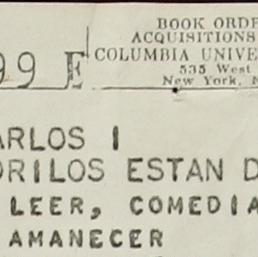 BOOK ORDE
ACQUISITIONS
COLUMBIA UNIVE
535 West
New York, N
99 E
ARLOS I
ORILOS ESTAN D
LEER, COMEDIA
AMANECER